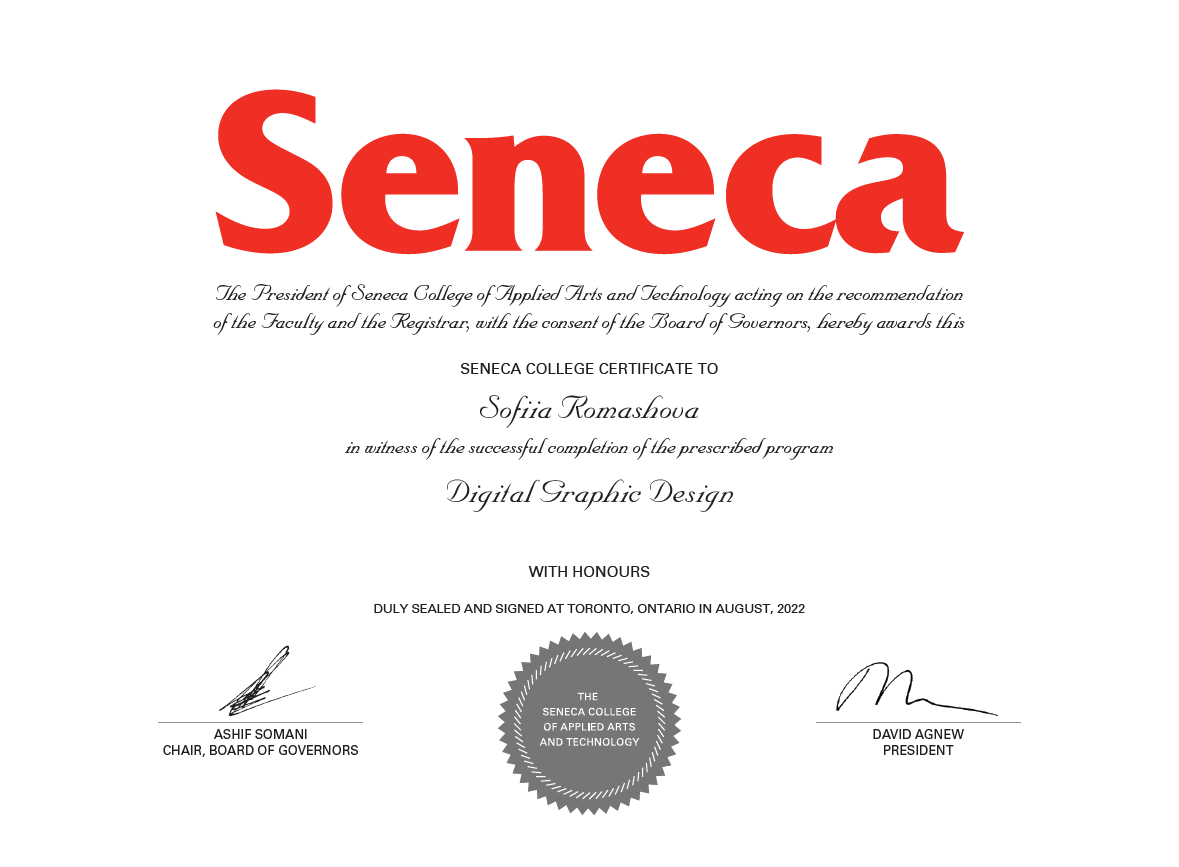 Seneca
The President of Seneca College of Applied Arts and Technology acting on the recommendation
of the Faculty and the Registrar, with the consent of the Board of Governors, hereby awards this
SENECA COLLEGE CERTIFICATE TO
Sofiia Romashova
in witness of the successful completion of the prescribed program
Digital Graphic Design
WITH HONOURS
DULY SEALED AND SIGNED AT TORONTO, ONTARIO IN AUGUST, 2022
THE
SENECA COLLEGE
OF APPLIED ARTS
AND TECHNOLOGY
ASHIF SOMANI
CHAIR, BOARD OF GOVERNORS
DAVID AGNEW
PRESIDENT